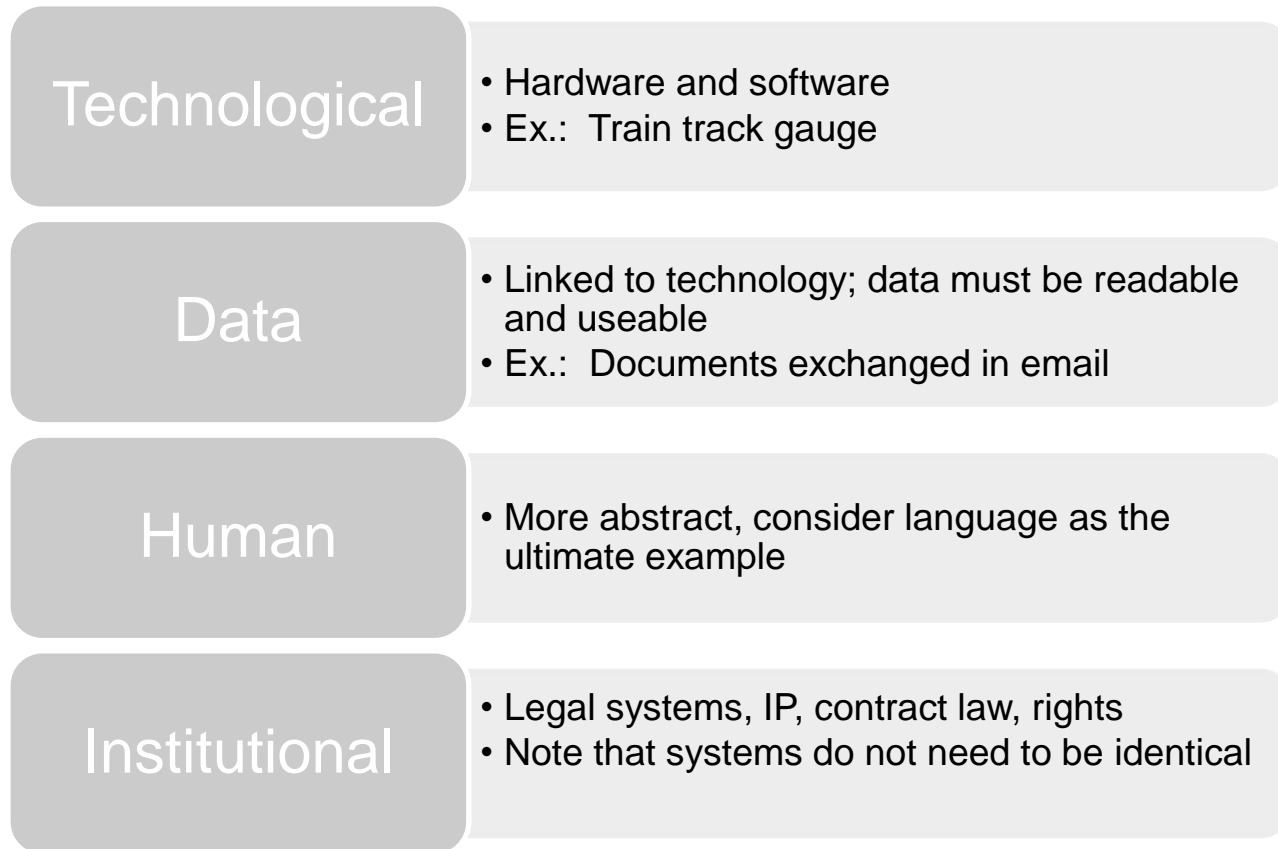 Technological
• Hardware and software
• Ex.: Train track gauge
Data
• Linked to technology; data must be readable
and useable
• Ex.: Documents exchanged in email
Human
• More abstract, consider language as the
ultimate example
Institutional
• Legal systems, IP, contract law, rights
• Note that systems do not need to be identical